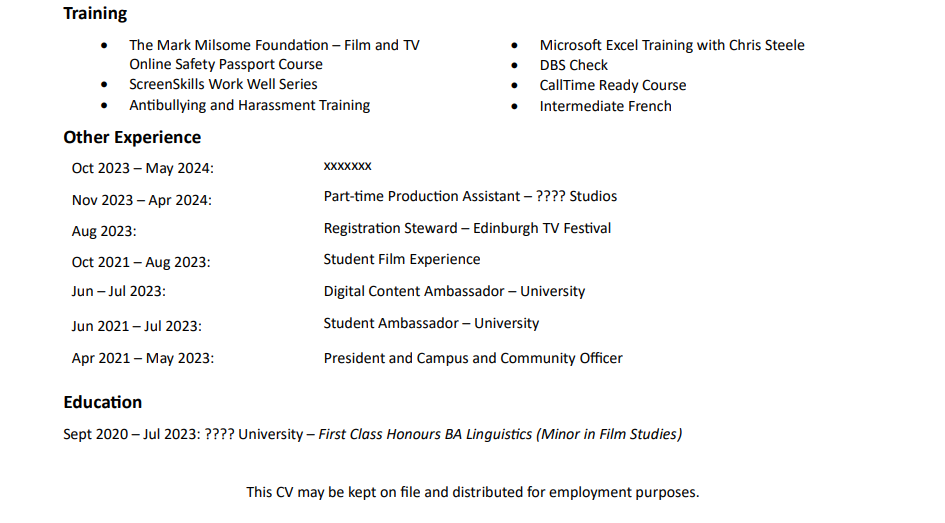 Training
The Mark Milsome Foundation – Film and TV
Online Safety Passport Course
ScreenSkills Work Well Series
Antibullying and Harassment Training
Microsoft Excel Training with Chris Steele
DBS Check
CallTime Ready Course
Intermediate French
Other Experience
Oct 2023 – May 2024: xxxxxxx
Nov 2023 – Apr 2024: Part-time Production Assistant – ???? Studios
Aug 2023: Registration Steward – Edinburgh TV Festival
Oct 2021 – Aug 2023: Student Film Experience
Jun – Jul 2023: Digital Content Ambassador – University
Jun 2021 – Jul 2023: Student Ambassador – University
Apr 2021 – May 2023: President and Campus and Community Officer
Education
Sept 2020 – Jul 2023: ???? University – First Class Honours BA Linguistics (Minor in Film Studies)
This CV may be kept on file and distributed for employment purposes.